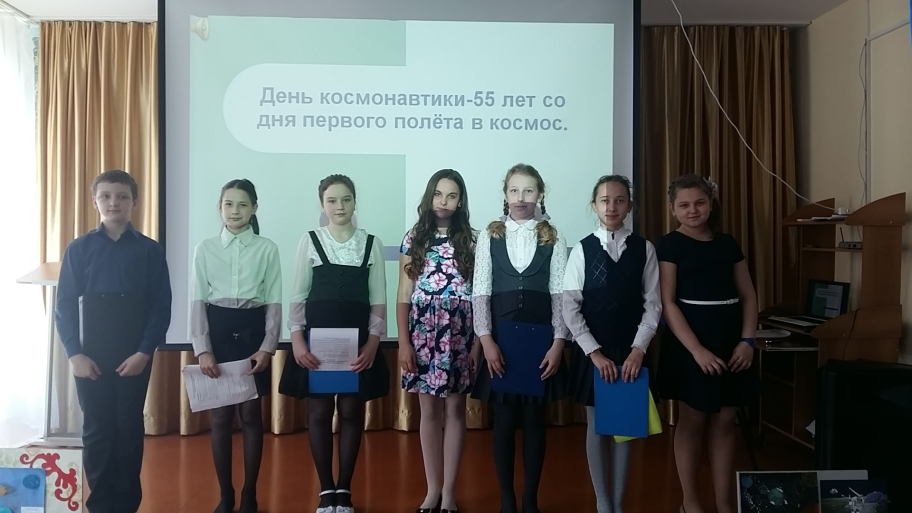 День космонавтики-55 лет со
дня первого полёта в космос.